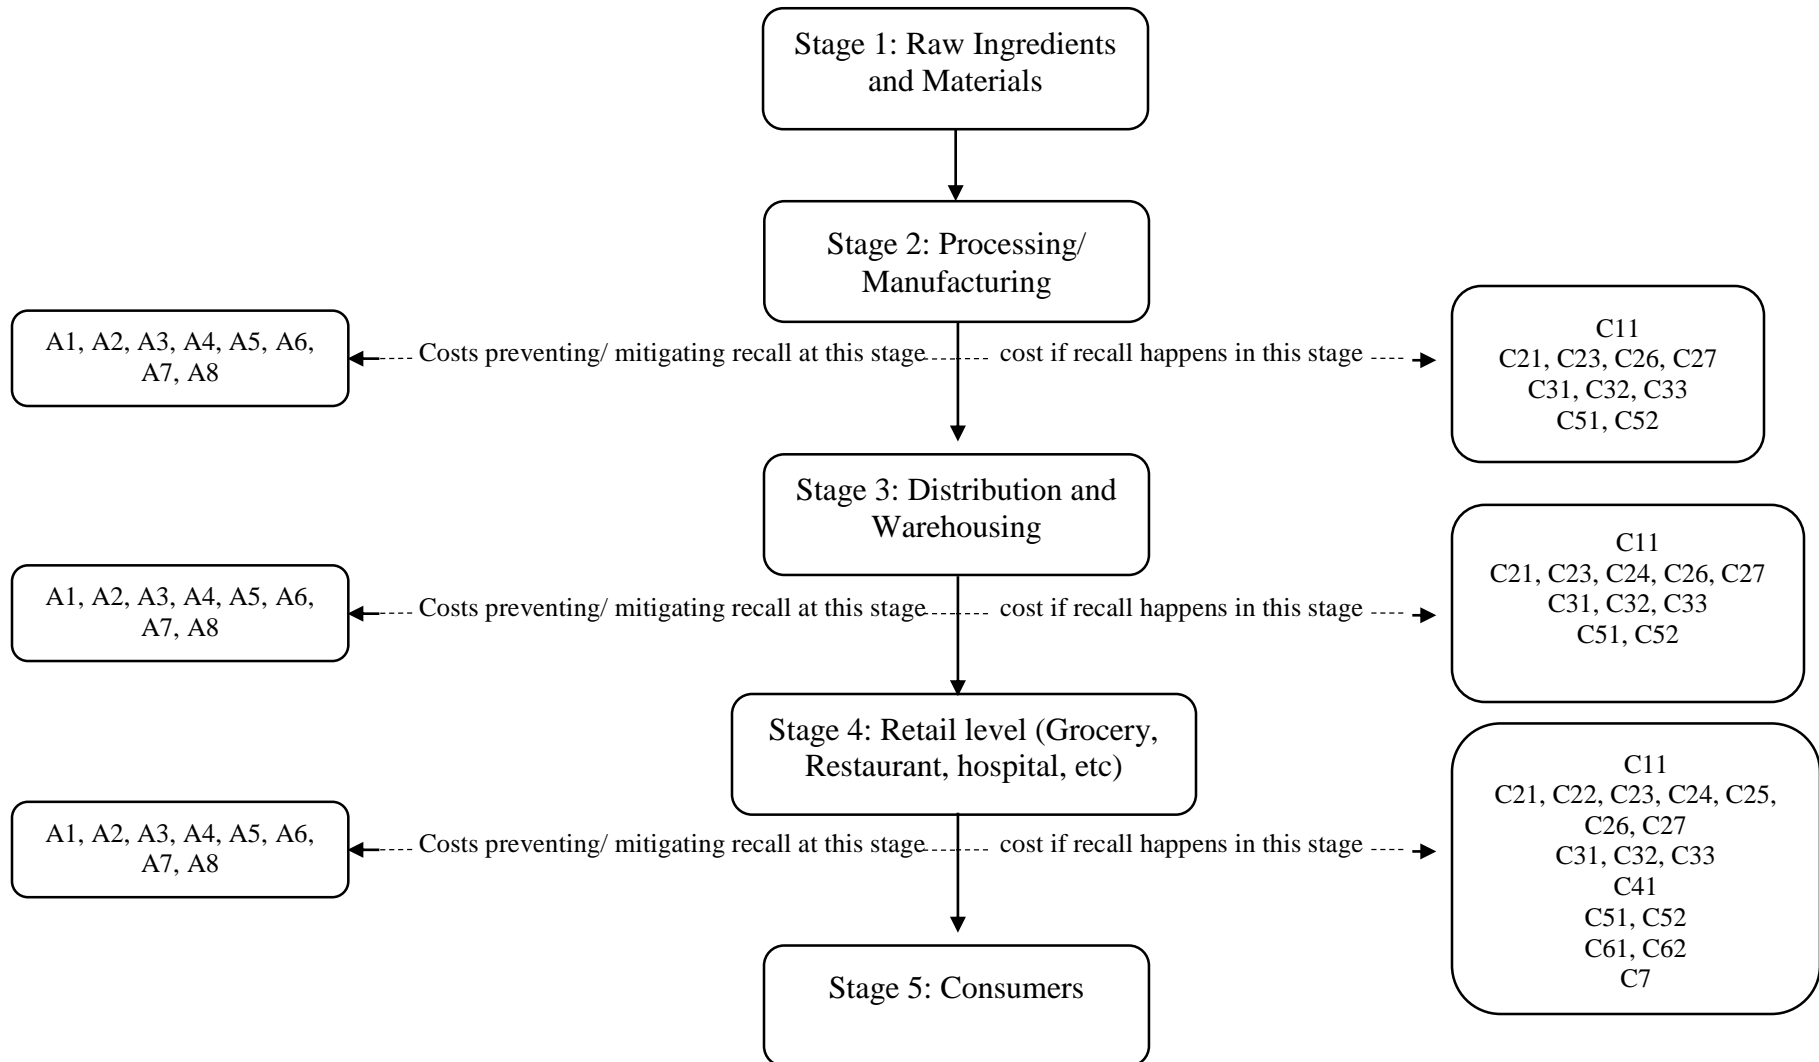 Stage 1: Raw Ingredients
and Materials
Stage 2: Processing/
Manufacturing
A1, A2, A3, A4, A5, A6,
A7, A8
Costs preventing/ mitigating recall at this stage
cost if recall happens in this stage
C11
C21, C23, C26, C27
C31, C32, C33
C51, C52
Stage 3: Distribution and
Warehousing
A1, A2, A3, A4, A5, A6,
A7, A8
Costs preventing/ mitigating recall at this stage
cost if recall happens in this stage
C11
C21, C23, C24, C26, C27
C31, C32, C33
C51, C52
Stage 4: Retail level (Grocery,
Restaurant, hospital, etc)
A1, A2, A3, A4, A5, A6,
A7, A8
Costs preventing/ mitigating recall at this stage
cost if recall happens in this stage
C11
C21, C22, C23, C24, C25,
C26, C27
C31, C32, C33
C41
C51, C52
C61, C62
C7
Stage 5: Consumers